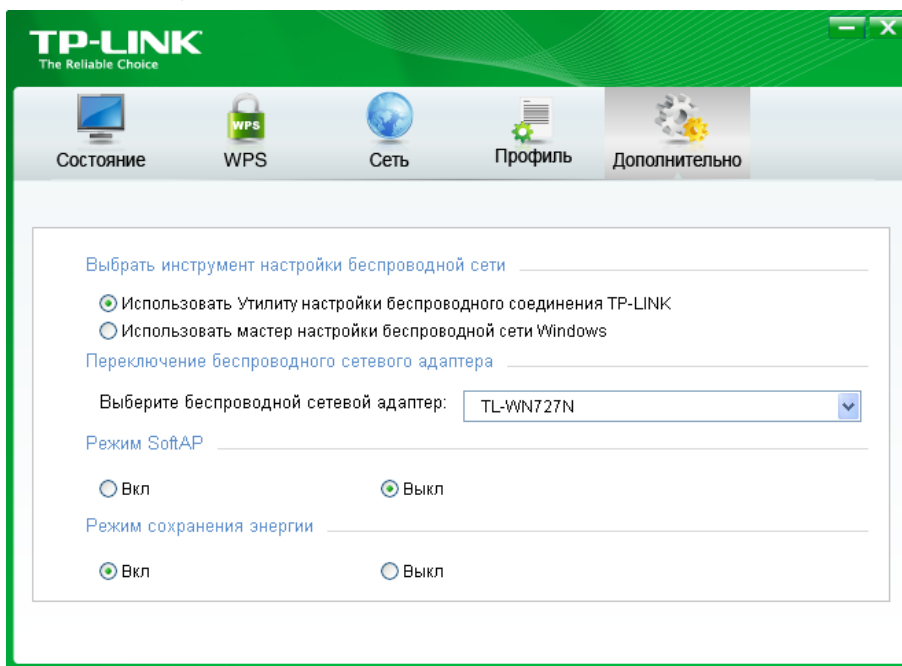 TP-LINK
The Reliable Choice
Состояние WPS Сеть Профиль Дополнительно
WPS
Выбрать инструмент настройки беспроводной сети
Использовать Утилиту настройки беспроводного соединения TP-LINK
Использовать мастер настройки беспроводной сети Windows
Переключение беспроводного сетевого адаптера
Выберите беспроводной сетевой адаптер: TL-WN727N
Режим SoftAP
Вкл Выкл
Режим сохранения энергии
Вкл Выкл